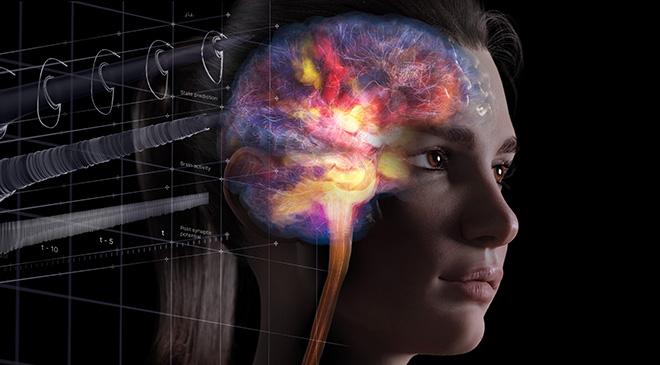 State prediction
Brain activity
Post synaptic
potential
t - 10
t - 5
t